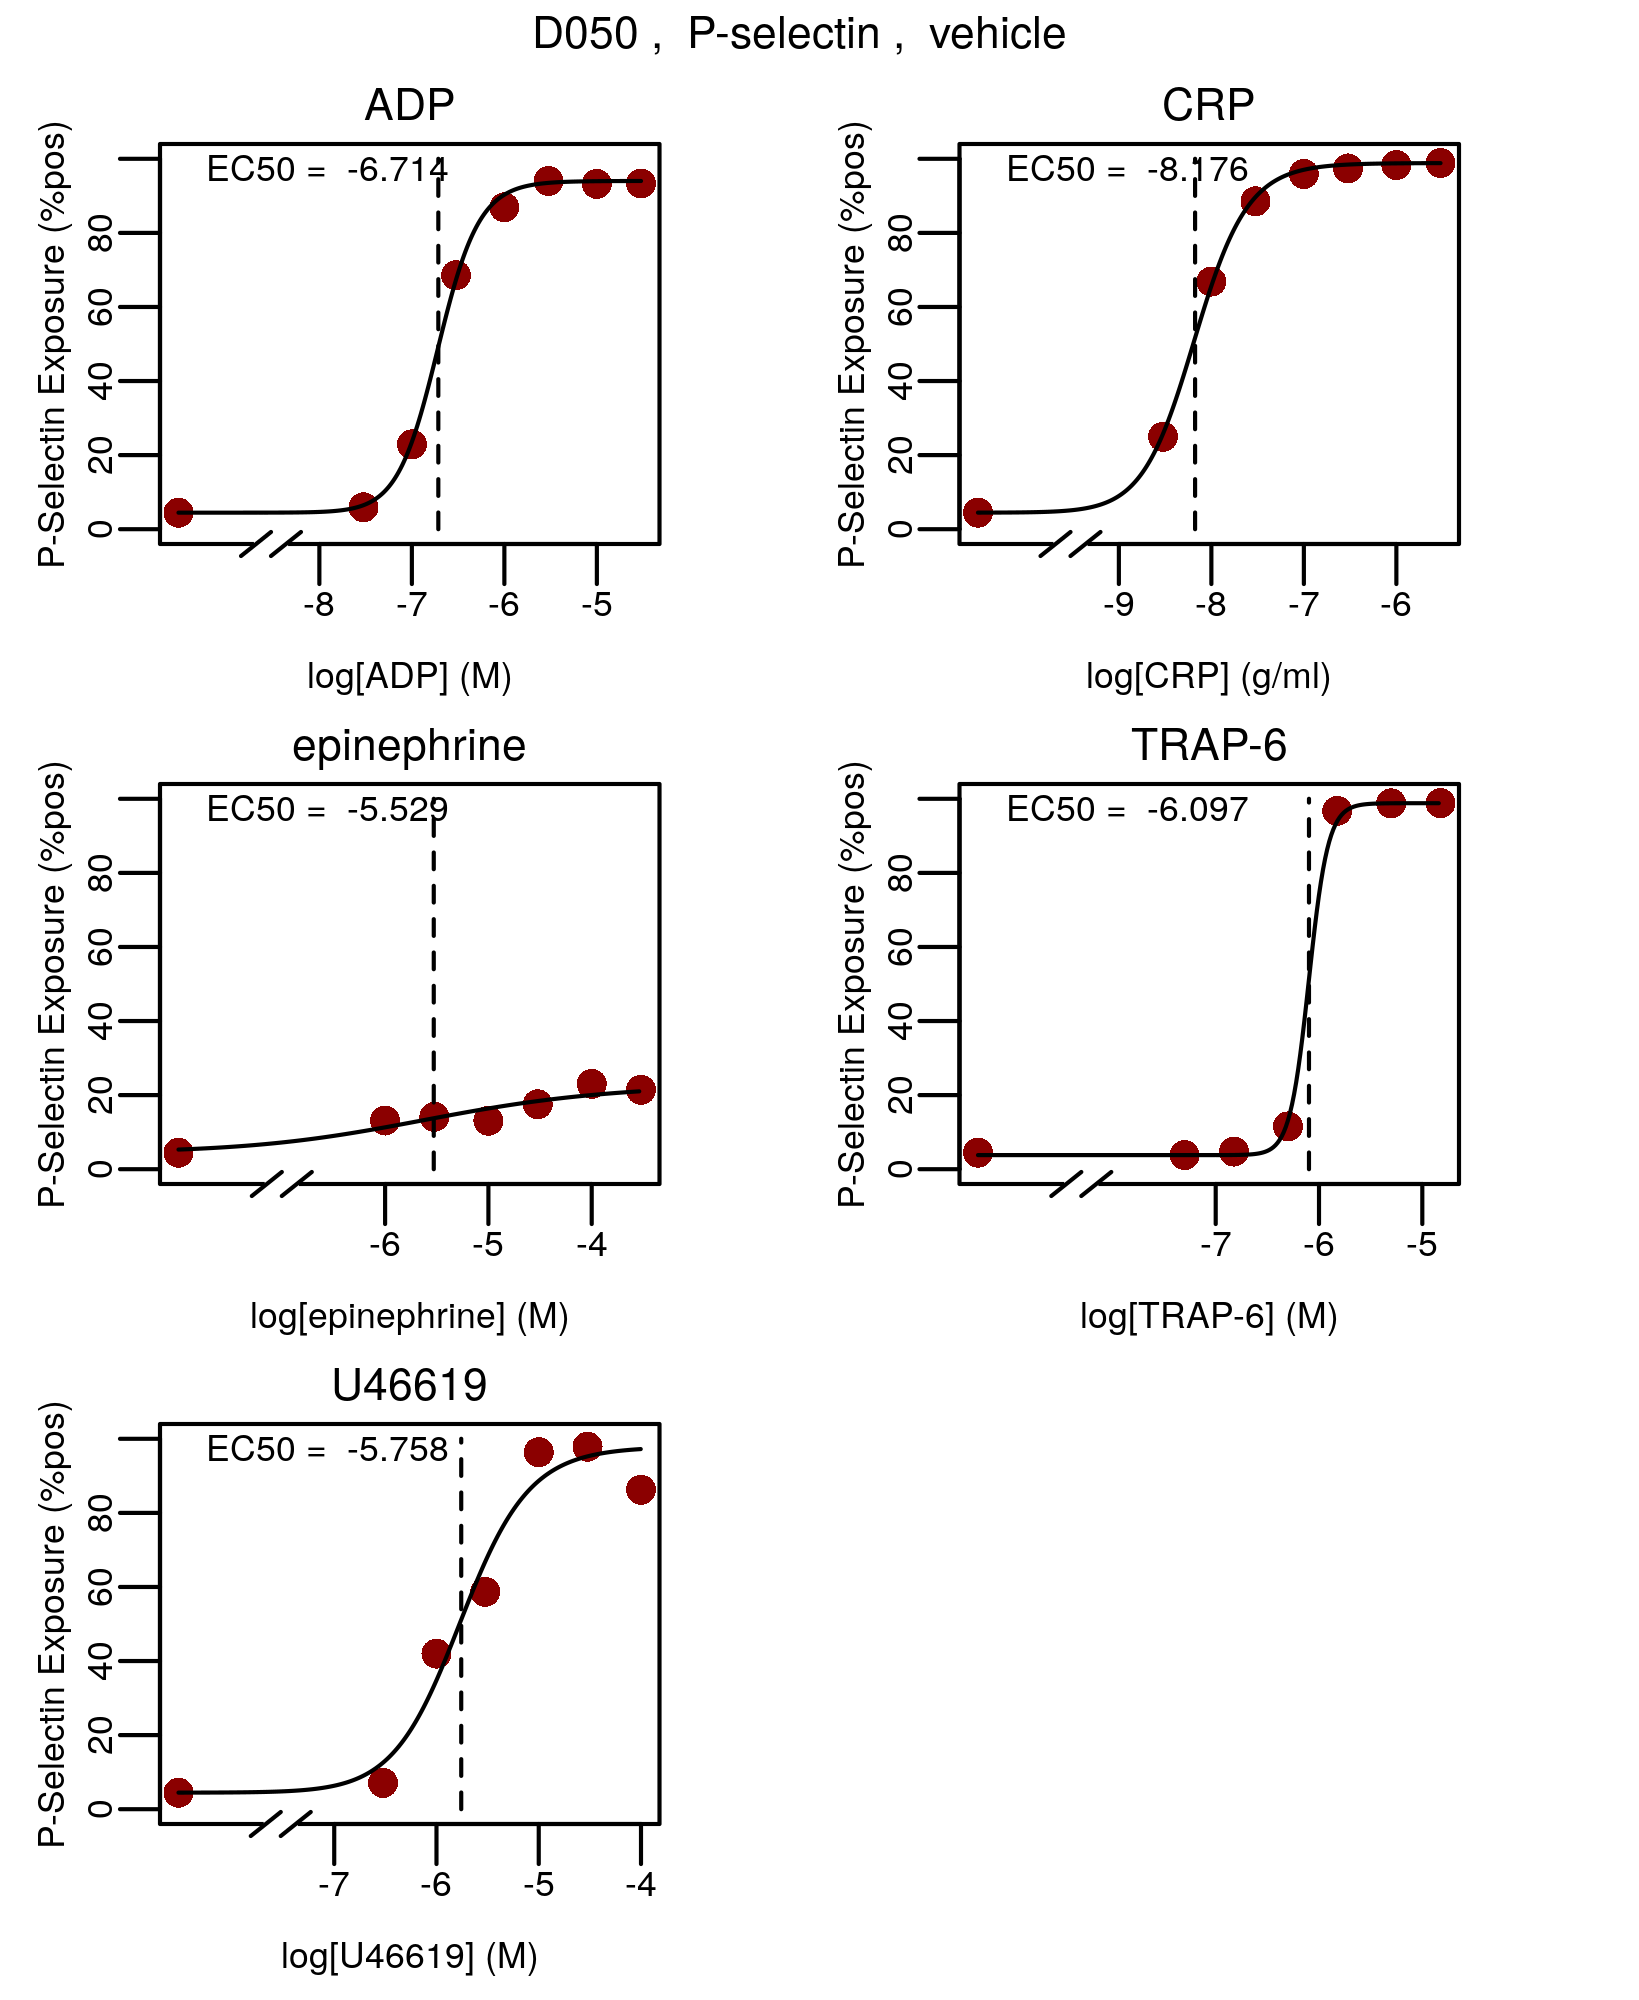 D050 , P-selectin , vehicle
ADP
EC50 = -6.714
P-Selectin Exposure (%pos)
0 20 40 60 80
-8 -7 -6 -5
log[ADP] (M)
CRP
EC50 = -8.176
P-Selectin Exposure (%pos)
0 20 40 60 80
-9 -8 -7 -6
log[CRP] (g/ml)
epinephrine
EC50 = -5.529
P-Selectin Exposure (%pos)
0 20 40 60 80
-6 -5 -4
log[epinephrine] (M)
TRAP-6
EC50 = -6.097
P-Selectin Exposure (%pos)
0 20 40 60 80
-7 -6 -5
log[TRAP-6] (M)
U46619
EC50 = -5.758
P-Selectin Exposure (%pos)
0 20 40 60 80
-7 -6 -5 -4
log[U46619] (M)